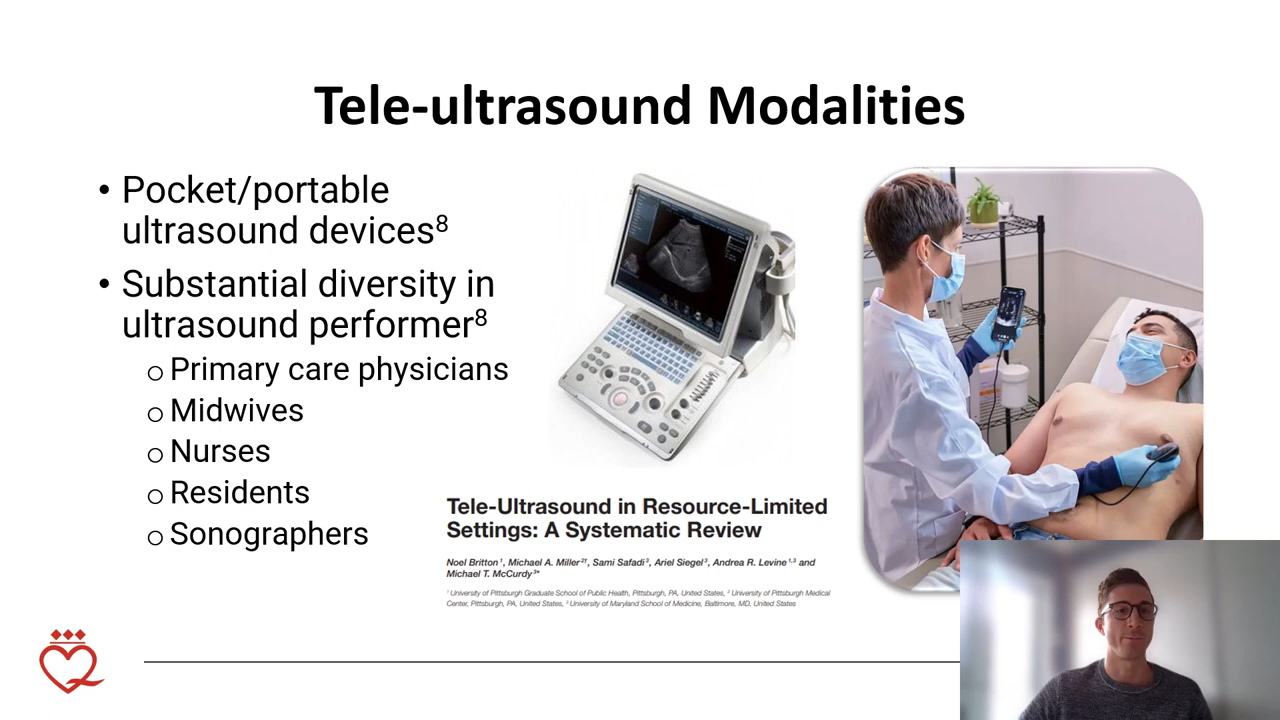 Tele-ultrasound Modalities
• Pocket/portable
ultrasound devices⁸
• Substantial diversity in
ultrasound performer⁸
○ Primary care physicians
○ Midwives
○ Nurses
○ Residents
○ Sonographers
Tele-Ultrasound in Resource-Limited
Settings: A Systematic Review
Noel Britton¹, Michael A. Miller²†, Sami Safadi², Ariel Siegel³, Andrea R. Levine¹,³ and
Michael T. McCurdy³*
¹ University of Pittsburgh Graduate School of Public Health, Pittsburgh, PA, United States, ² University of Pittsburgh Medical
Center, Pittsburgh, PA, United States, ³ University of Maryland School of Medicine, Baltimore, MD, United States